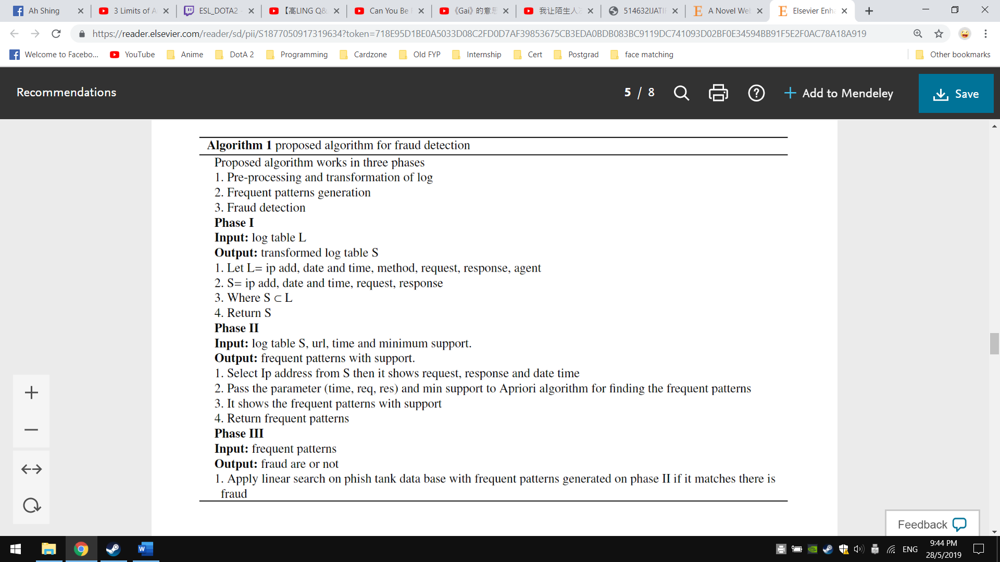 Ah Shing
3 Limits of A
ESL_DOTA2 -
【高LING Q&
Can You Be
《Gai》的意思
我让陌生人
514632IJATI
A Novel We
Elsevier Enh
https://reader.elsevier.com/reader/sd/pii/S1877050917319634?token=718E95D1BE0A5033D08C2FD0D7AF39853675CB3EDA0BDB083BC9119DC741093D02BF0E34594BB91F5E2F0AC78A18A919
Welcome to Facebo...
YouTube
Anime
DotA 2
Programming
Cardzone
Old FYP
Internship
Cert
Postgrad
face matching
Other bookmarks
Recommendations
5 / 8
Add to Mendeley
Save
Algorithm 1 proposed algorithm for fraud detection
Proposed algorithm works in three phases
1. Pre-processing and transformation of log
2. Frequent patterns generation
3. Fraud detection
Phase I
Input: log table L
Output: transformed log table S
1. Let L= ip add, date and time, method, request, response, agent
2. S= ip add, date and time, request, response
3. Where S ⊂ L
4. Return S
Phase II
Input: log table S, url, time and minimum support.
Output: frequent patterns with support.
1. Select Ip address from S then it shows request, response and date time
2. Pass the parameter (time, req, res) and min support to Apriori algorithm for finding the frequent patterns
3. It shows the frequent patterns with support
4. Return frequent patterns
Phase III
Input: frequent patterns
Output: fraud are or not
1. Apply linear search on phish tank data base with frequent patterns generated on phase II if it matches there is
fraud
Feedback
ENG
9:44 PM
28/5/2019